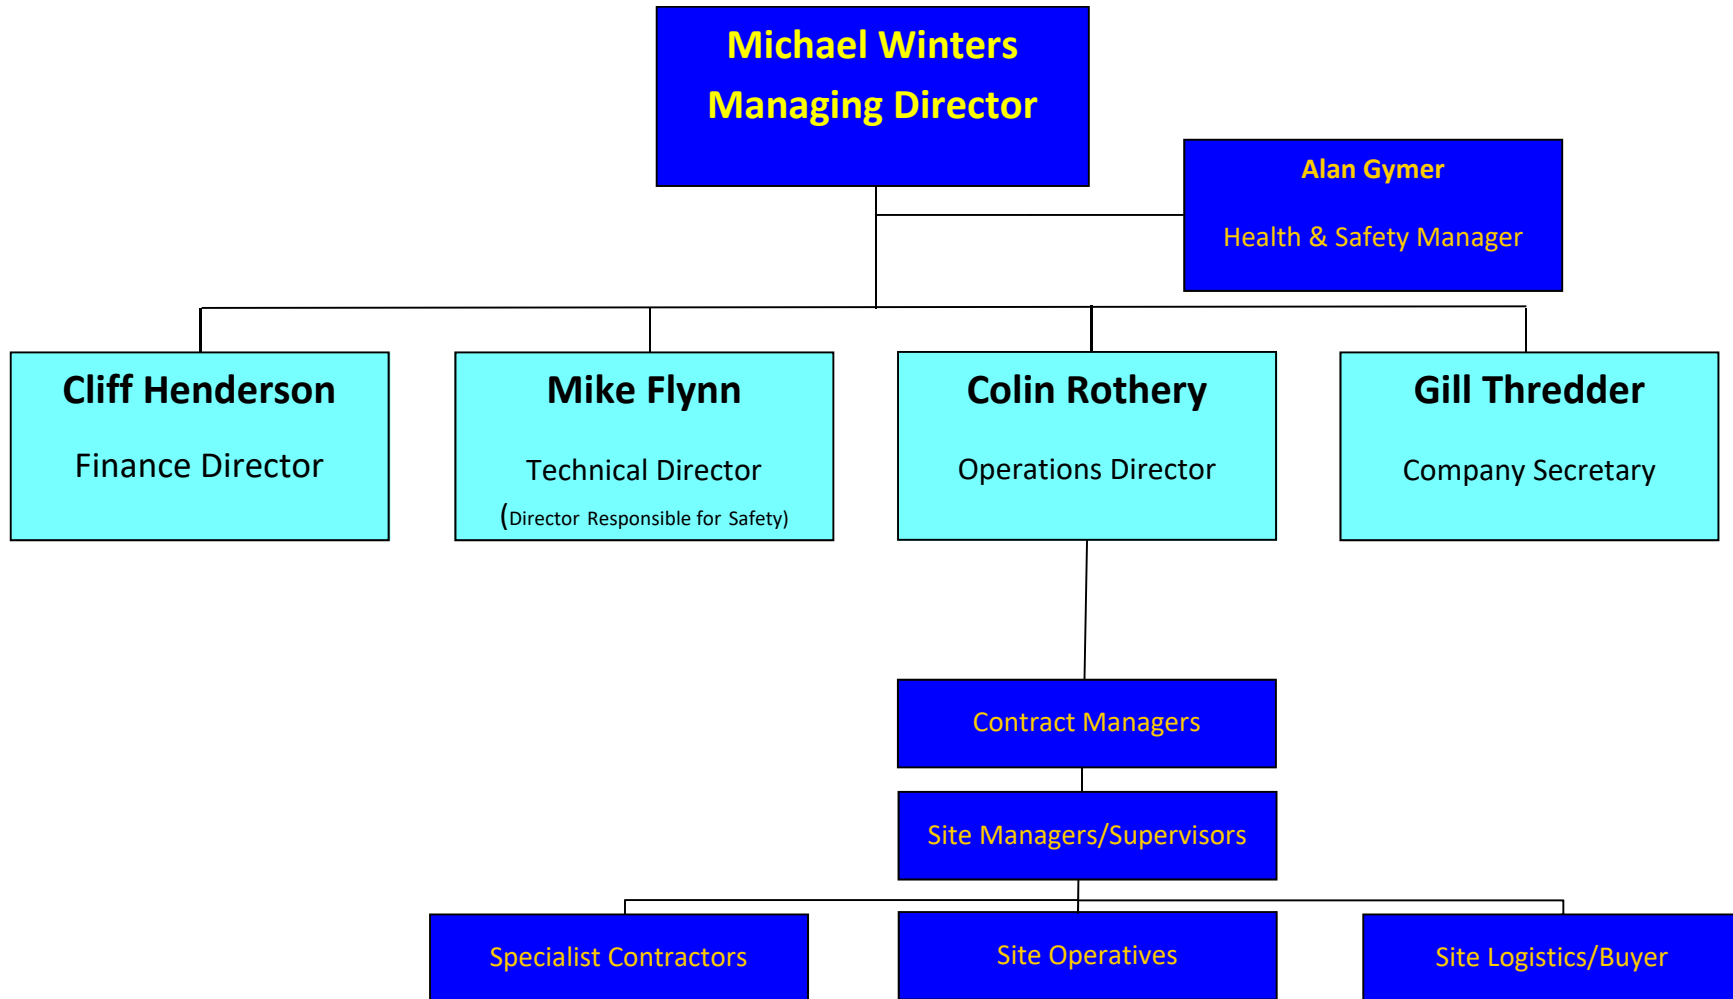 Michael Winters
Managing Director
Alan Gymer
Health & Safety Manager
Cliff Henderson
Finance Director
Mike Flynn
Technical Director
(Director Responsible for Safety)
Colin Rothery
Operations Director
Gill Thredder
Company Secretary
Contract Managers
Site Managers/Supervisors
Specialist Contractors
Site Operatives
Site Logistics/Buyer